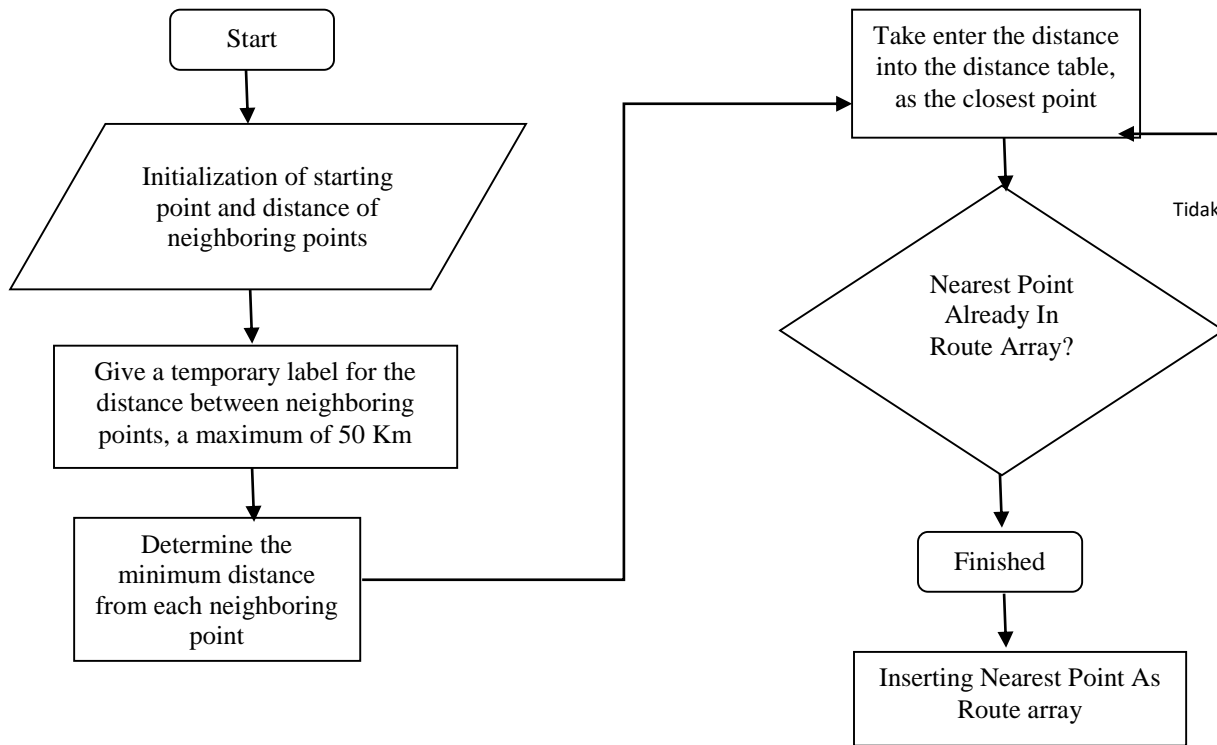 Start
Initialization of starting
point and distance of
neighboring points
Give a temporary label for the
distance between neighboring
points, a maximum of 50 Km
Determine the
minimum distance
from each neighboring
point
Take enter the distance
into the distance table,
as the closest point
Tidak
Nearest Point
Already In
Route Array?
Finished
Inserting Nearest Point As
Route array